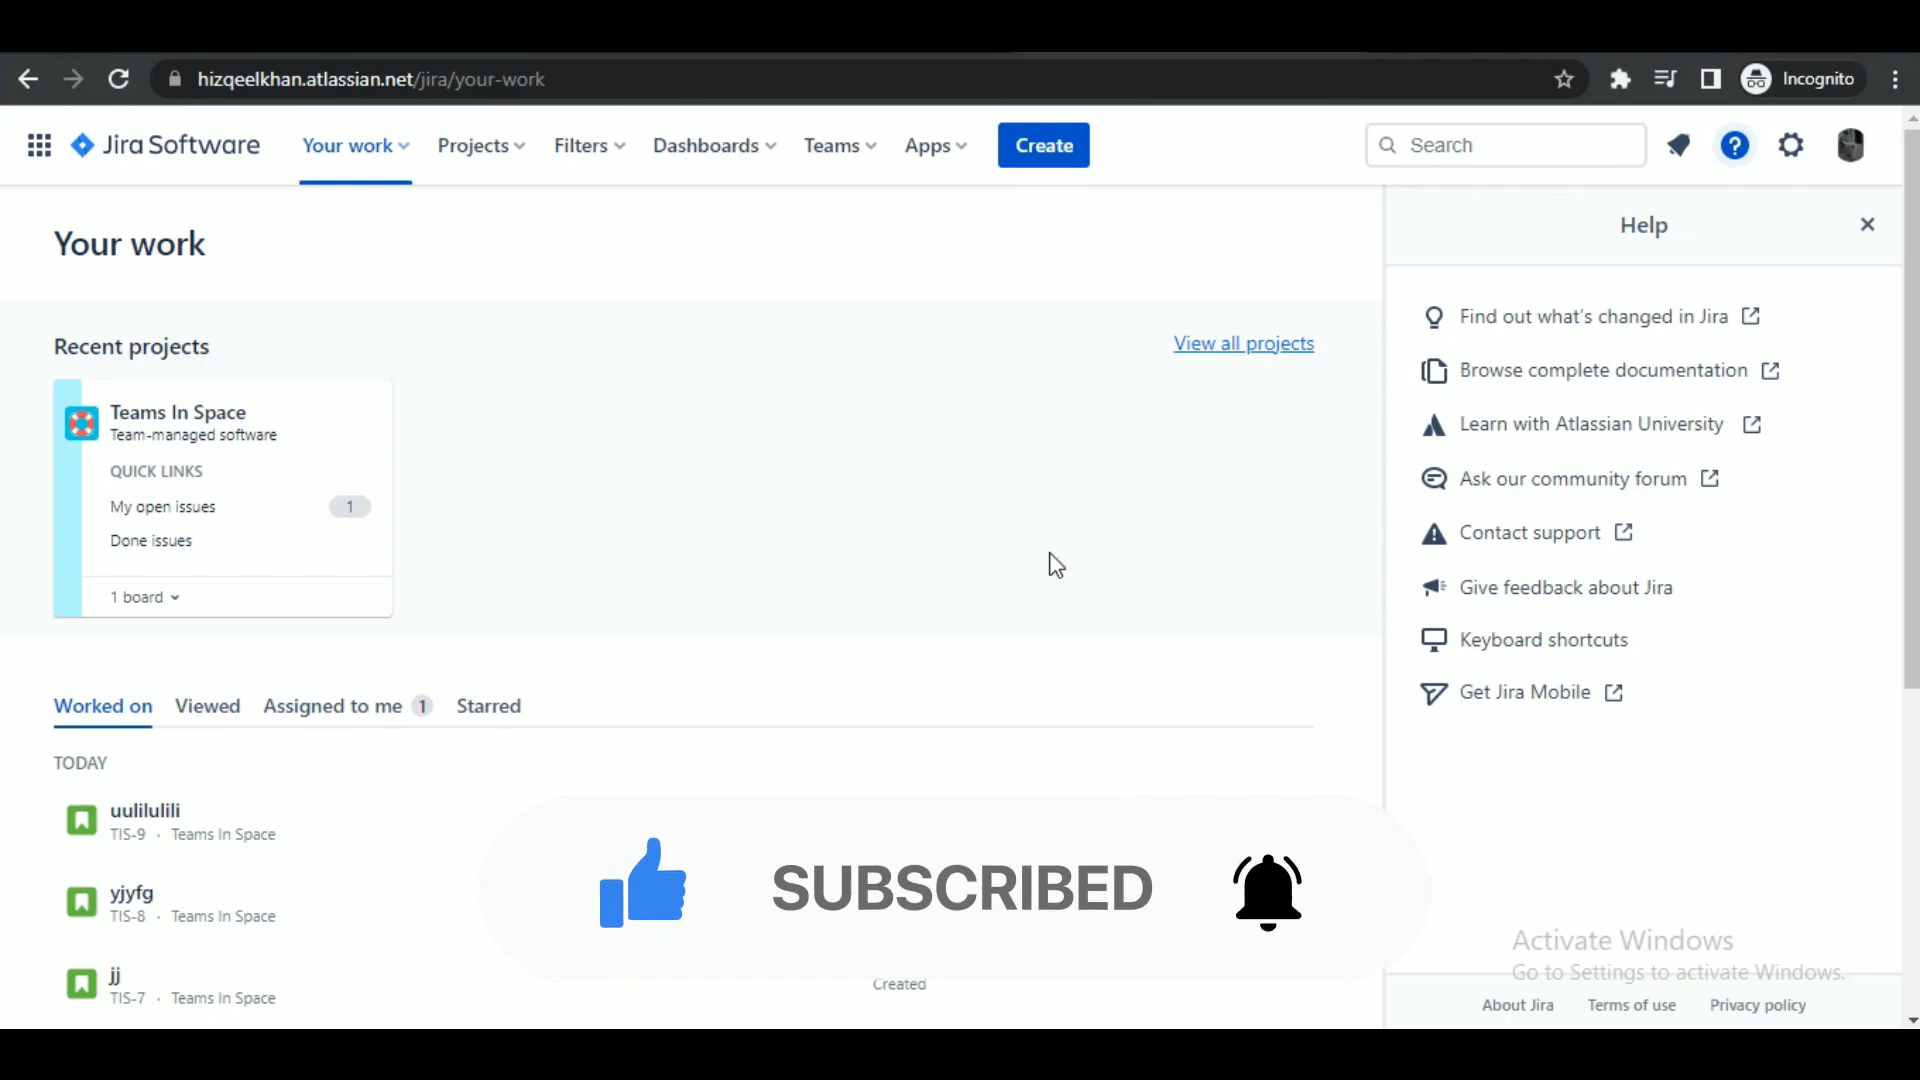 hizqeelkhan.atlassian.net/jira/your-work
Incognito
Jira Software
Your work
Projects
Filters
Dashboards
Teams
Apps
Create
Search
Your work
Recent projects
View all projects
Teams In Space
Team-managed software
QUICK LINKS
My open issues 1
Done issues
1 board
Worked on
Viewed
Assigned to me 1
Starred
TODAY
uulilulili
TIS-9 · Teams In Space
yjyfg
TIS-8 · Teams In Space
jj
TIS-7 · Teams In Space
Created
SUBSCRIBED
Help
Find out what's changed in Jira
Browse complete documentation
Learn with Atlassian University
Ask our community forum
Contact support
Give feedback about Jira
Keyboard shortcuts
Get Jira Mobile
Activate Windows
Go to Settings to activate Windows.
About Jira
Terms of use
Privacy policy